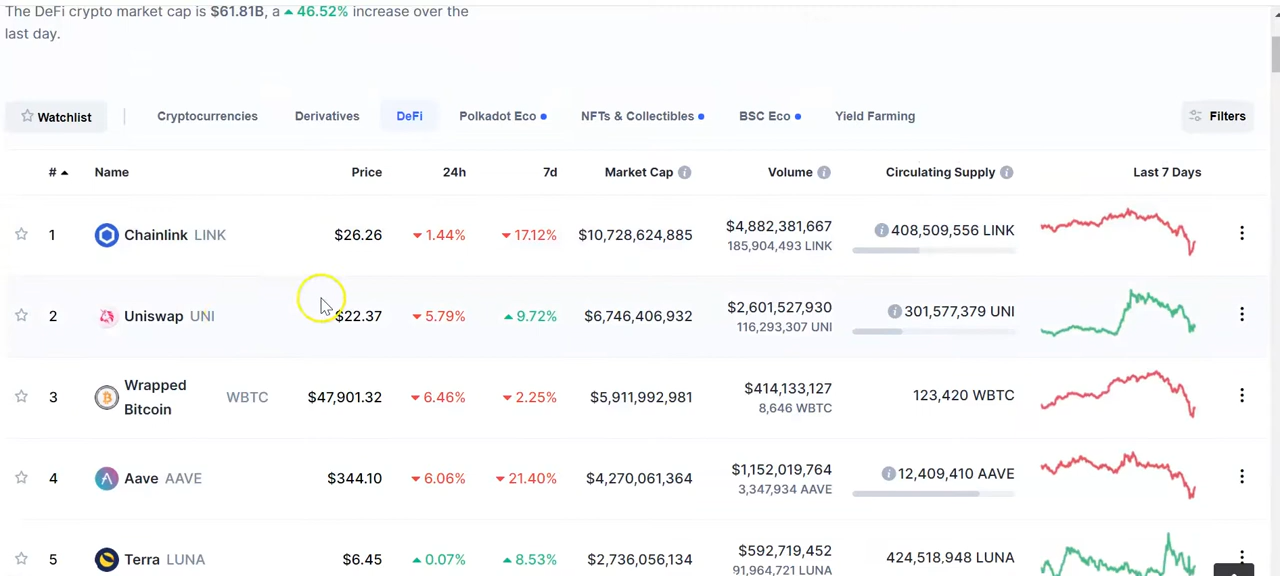 The DeFi crypto market cap is $61.81B, a ▲ 46.52% increase over the
last day.
Watchlist Cryptocurrencies Derivatives DeFi Polkadot Eco NFTs & Collectibles BSC Eco Yield Farming Filters
# Name Price 24h 7d Market Cap Volume Circulating Supply Last 7 Days
1 Chainlink LINK $26.26 ▼ 1.44% ▼ 17.12% $10,728,624,885 $4,882,381,667 408,509,556 LINK
185,904,493 LINK
2 Uniswap UNI $22.37 ▼ 5.79% ▲ 9.72% $6,746,406,932 $2,601,527,930 301,577,379 UNI
116,293,307 UNI
3 Wrapped Bitcoin WBTC $47,901.32 ▼ 6.46% ▼ 2.25% $5,911,992,981 $414,133,127 123,420 WBTC
8,646 WBTC
4 Aave AAVE $344.10 ▼ 6.06% ▼ 21.40% $4,270,061,364 $1,152,019,764 12,409,410 AAVE
3,347,934 AAVE
5 Terra LUNA $6.45 ▲ 0.07% ▲ 8.53% $2,736,056,134 $592,719,452 424,518,948 LUNA
91,964,721 LUNA